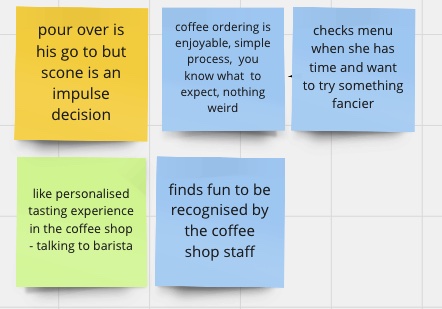 pour over is
his go to but
scone is an
impulse
decision
coffee ordering is
enjoyable, simple
process, you
know what to
expect, nothing
weird
checks menu
when she has
time and want
to try something
fancier
like personalised
tasting experience
in the coffee shop
- talking to barista
finds fun to be
recognised by
the coffee
shop staff